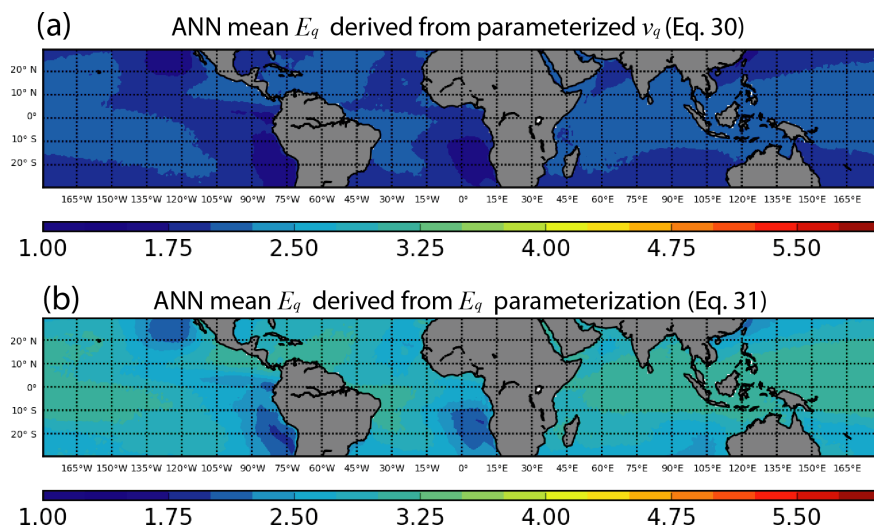 (a) ANN mean Eq derived from parameterized vq (Eq. 30)
20° N
10° N
0°
10° S
20° S
165°W 150°W 135°W 120°W 105°W 90°W 75°W 60°W 45°W 30°W 15°W 0° 15°E 30°E 45°E 60°E 75°E 90°E 105°E 120°E 135°E 150°E 165°E
1.00 1.75 2.50 3.25 4.00 4.75 5.50
(b) ANN mean Eq derived from Eq parameterization (Eq. 31)
20° N
10° N
0°
10° S
20° S
165°W 150°W 135°W 120°W 105°W 90°W 75°W 60°W 45°W 30°W 15°W 0° 15°E 30°E 45°E 60°E 75°E 90°E 105°E 120°E 135°E 150°E 165°E
1.00 1.75 2.50 3.25 4.00 4.75 5.50